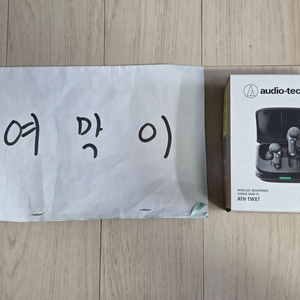 여 막 이
audio-tec
WIRELESS HEADPHONES
ATH-TWX7